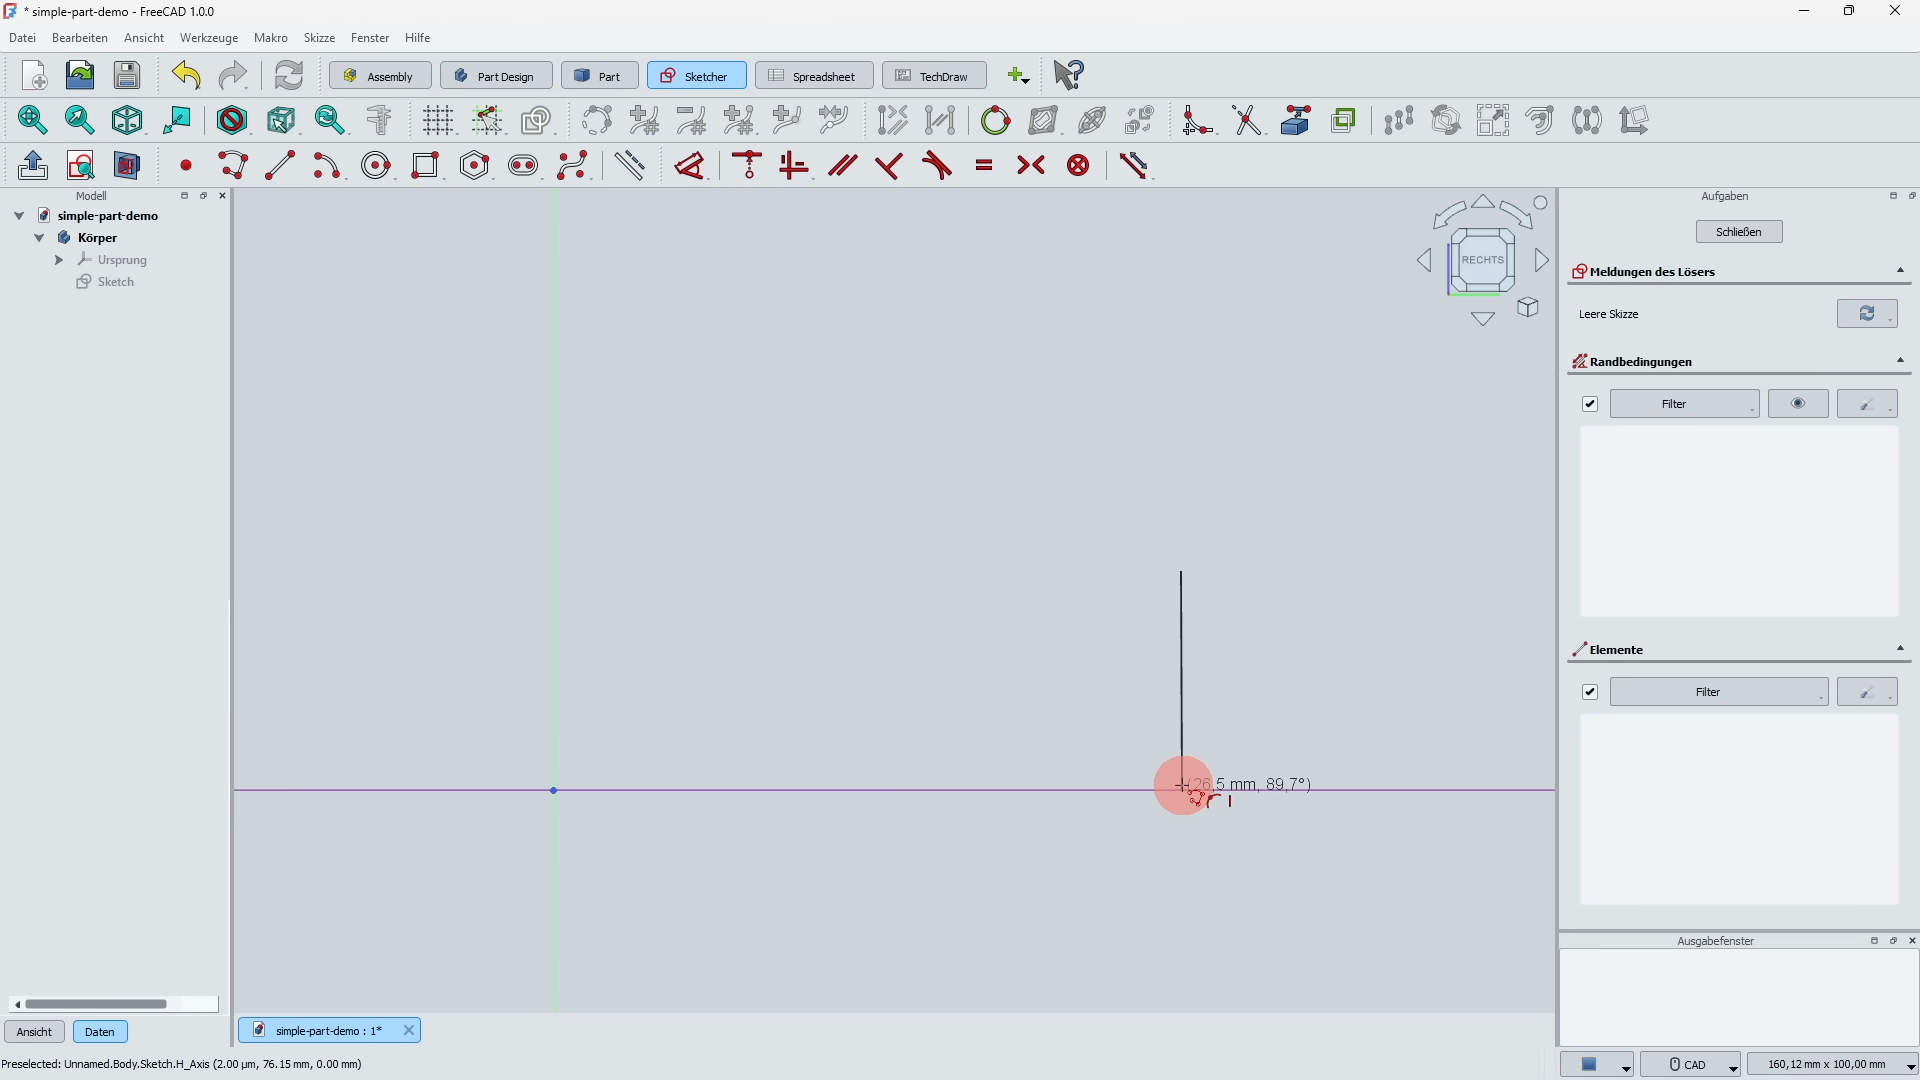 * simple-part-demo - FreeCAD 1.0.0
Datei Bearbeiten Ansicht Werkzeuge Makro Skizze Fenster Hilfe
Assembly Part Design Part Sketcher Spreadsheet TechDraw
Modell
simple-part-demo
Körper
Ursprung
Sketch
RECHTS
(26,5 mm, 89,7°)
Aufgaben
Schließen
Meldungen des Lösers
Leere Skizze
Randbedingungen
Filter
Elemente
Filter
Ausgabefenster
Ansicht Daten
simple-part-demo : 1*
Preselected: Unnamed.Body.Sketch.H_Axis (2.00 µm, 76.15 mm, 0.00 mm)
CAD
160,12 mm x 100,00 mm